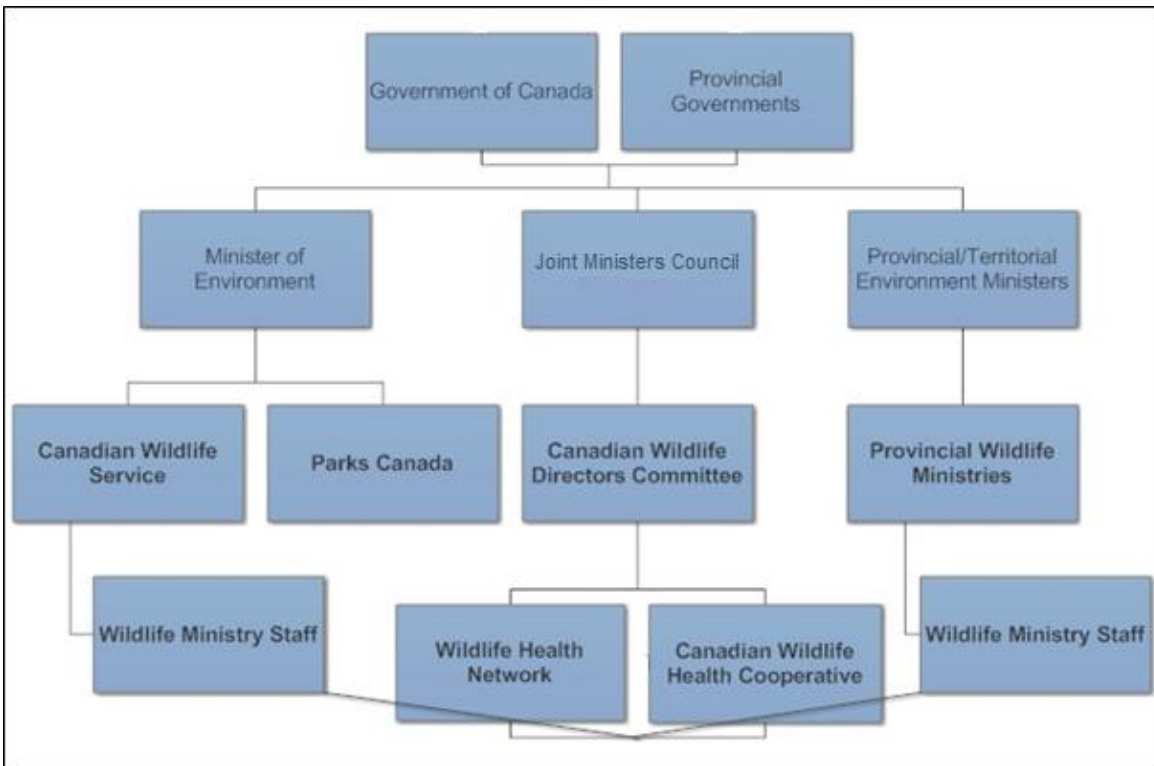 Government of Canada
Provincial
Governments
Minister of
Environment
Joint Ministers Council
Provincial/Territorial
Environment Ministers
Canadian Wildlife
Service
Parks Canada
Canadian Wildlife
Directors Committee
Provincial Wildlife
Ministries
Wildlife Ministry Staff
Wildlife Health
Network
Canadian Wildlife
Health Cooperative
Wildlife Ministry Staff